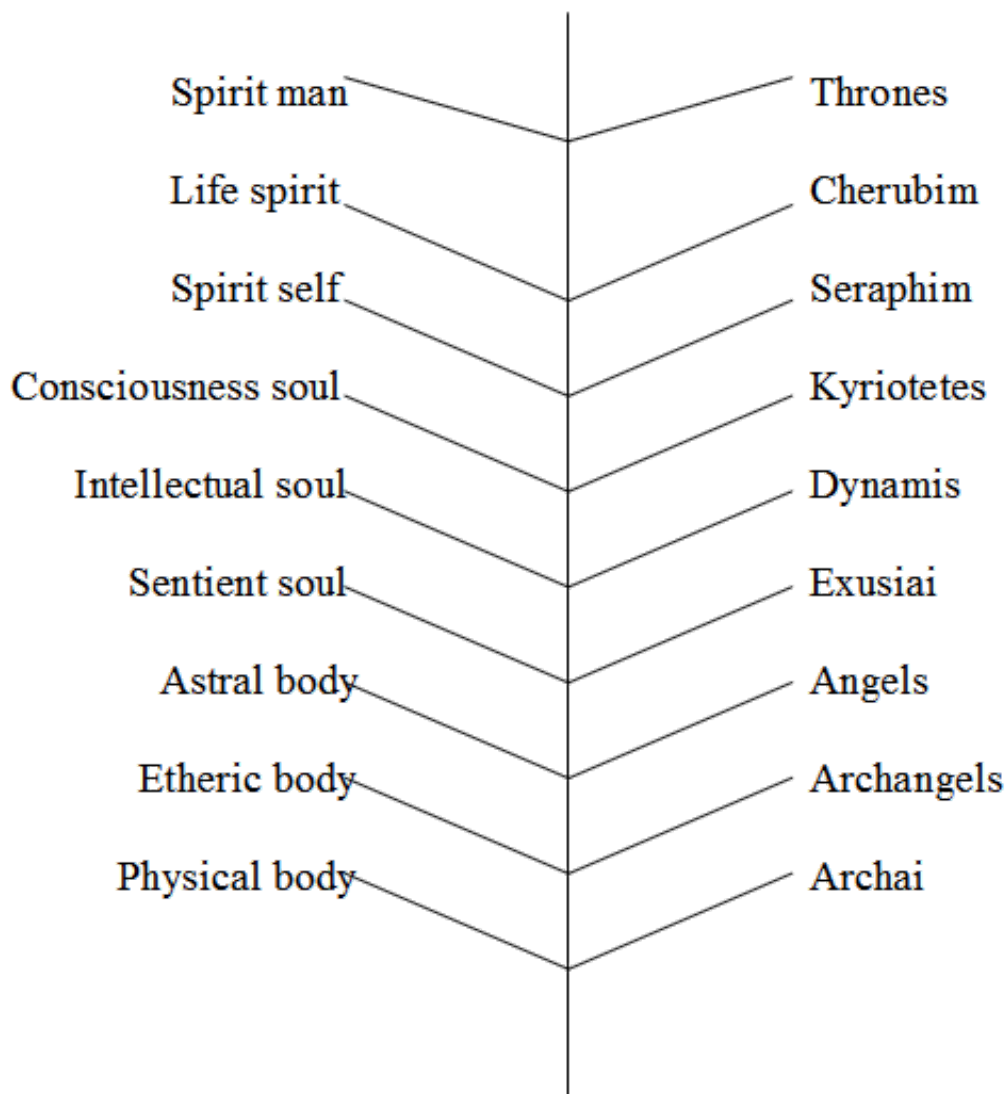 Spirit man Thrones
Life spirit Cherubim
Spirit self Seraphim
Consciousness soul Kyriotetes
Intellectual soul Dynamis
Sentient soul Exusiai
Astral body Angels
Etheric body Archangels
Physical body Archai